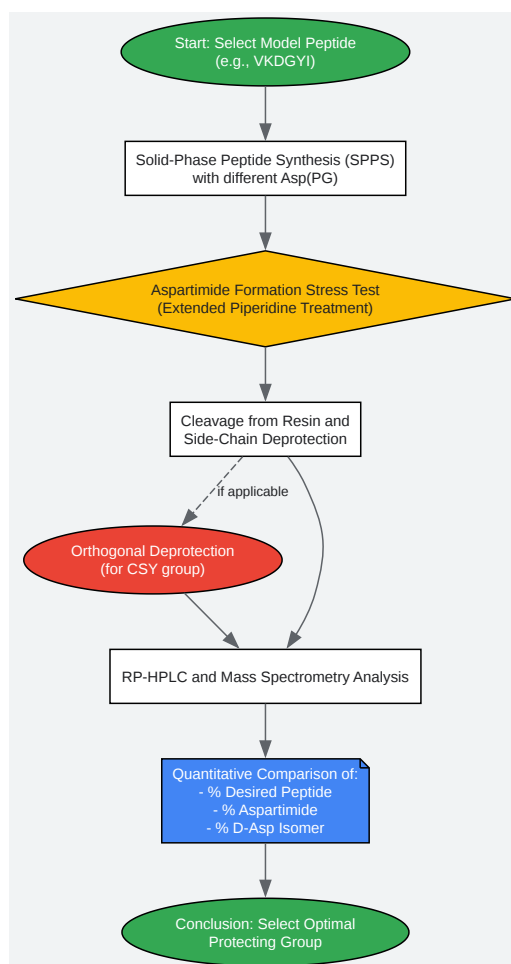 Start: Select Model Peptide
(e.g., VKDGYI)
Solid-Phase Peptide Synthesis (SPPS)
with different Asp(PG)
Aspartimide Formation Stress Test
(Extended Piperidine Treatment)
Cleavage from Resin and
Side-Chain Deprotection
if applicable
Orthogonal Deprotection
(for CSY group)
RP-HPLC and Mass Spectrometry Analysis
Quantitative Comparison of:
- % Desired Peptide
- % Aspartimide
- % D-Asp Isomer
Conclusion: Select Optimal
Protecting Group